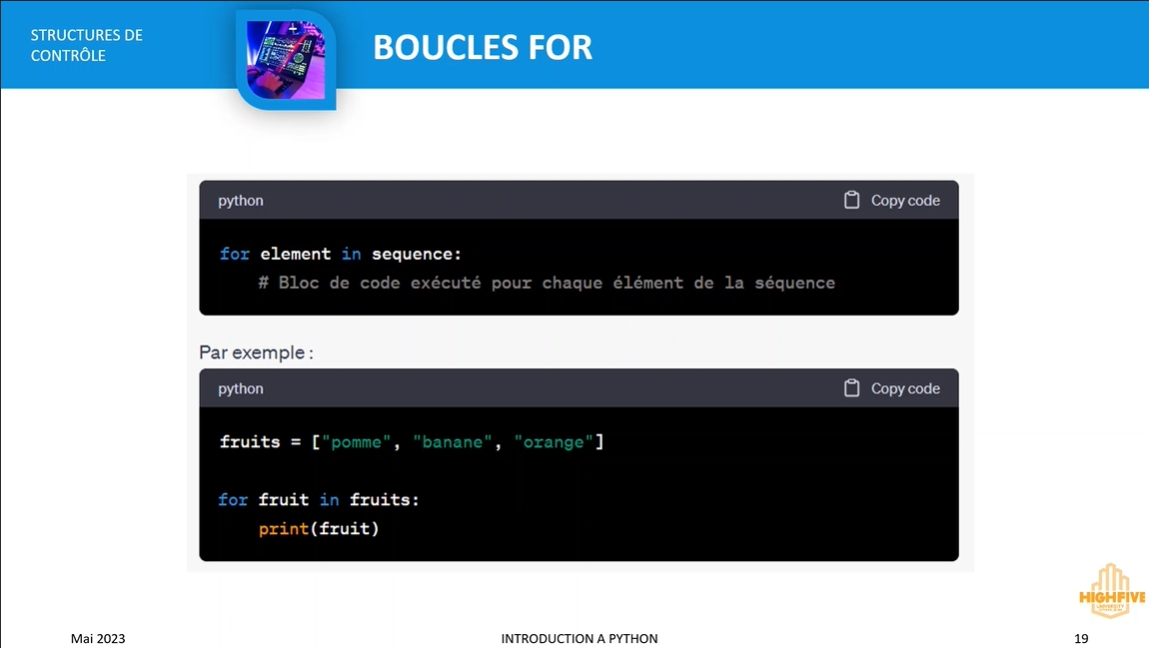 STRUCTURES DE
CONTRÔLE
BOUCLES FOR
python
Copy code
for element in sequence:
# Bloc de code exécuté pour chaque élément de la séquence
Par exemple :
python
Copy code
fruits = ["pomme", "banane", "orange"]
for fruit in fruits:
print(fruit)
HIGHFIVE
UNIVERSITY
Mai 2023
INTRODUCTION A PYTHON
19